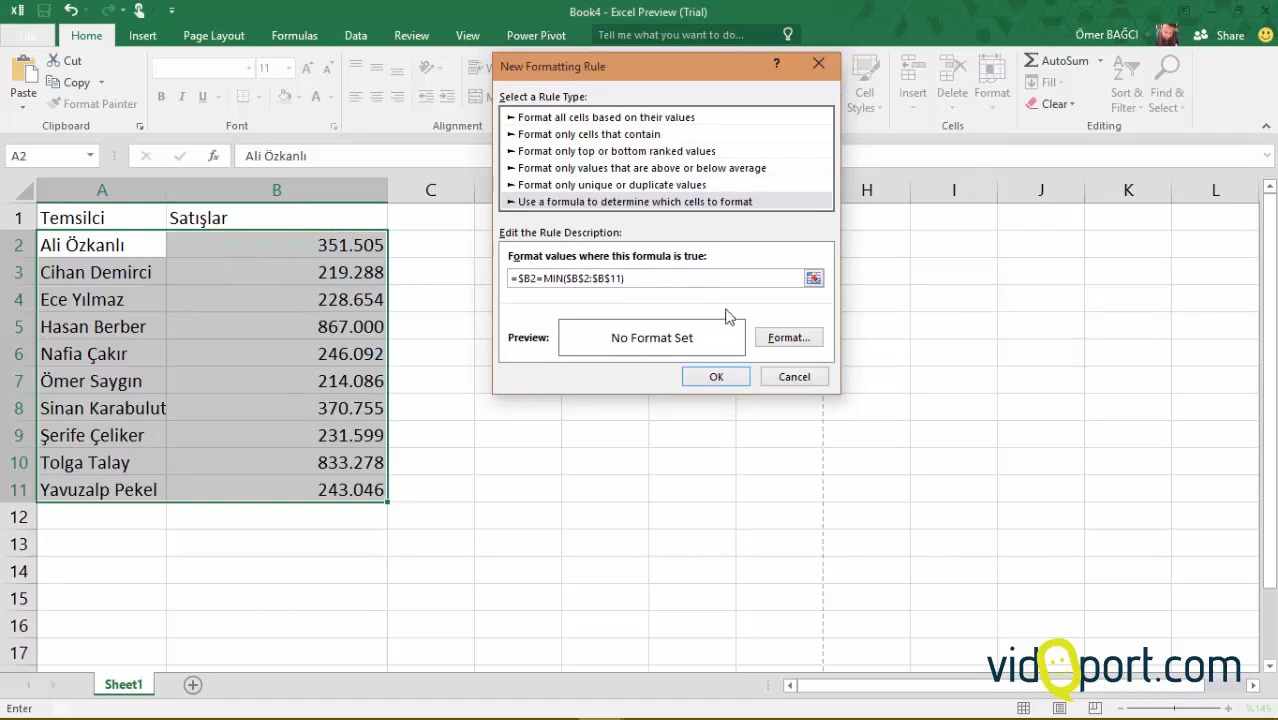 Book4 - Excel Preview (Trial)
File Home Insert Page Layout Formulas Data Review View Power Pivot Tell me what you want to do... Ömer BAĞCI Share
Paste Cut Copy Format Painter
Clipboard
11
B I U A
Font
Alignment
Cell Styles
Insert Delete Format
Cells
AutoSum Fill Clear
Sort & Filter Find & Select
Editing
A2 fx Ali Özkanlı
A B C H I J K L
1 Temsilci Satışlar
2 Ali Özkanlı 351.505
3 Cihan Demirci 219.288
4 Ece Yılmaz 228.654
5 Hasan Berber 867.000
6 Nafia Çakır 246.092
7 Ömer Saygın 214.086
8 Sinan Karabulut 370.755
9 Şerife Çeliker 231.599
10 Tolga Talay 833.278
11 Yavuzalp Pekel 243.046
12
13
14
15
16
17
New Formatting Rule ?
Select a Rule Type:
Format all cells based on their values
Format only cells that contain
Format only top or bottom ranked values
Format only values that are above or below average
Format only unique or duplicate values
Use a formula to determine which cells to format
Edit the Rule Description:
Format values where this formula is true:
=$B2=MIN($B$2:$B$11)
Preview: No Format Set Format...
OK Cancel
vidoport.com
Sheet1
Enter %145